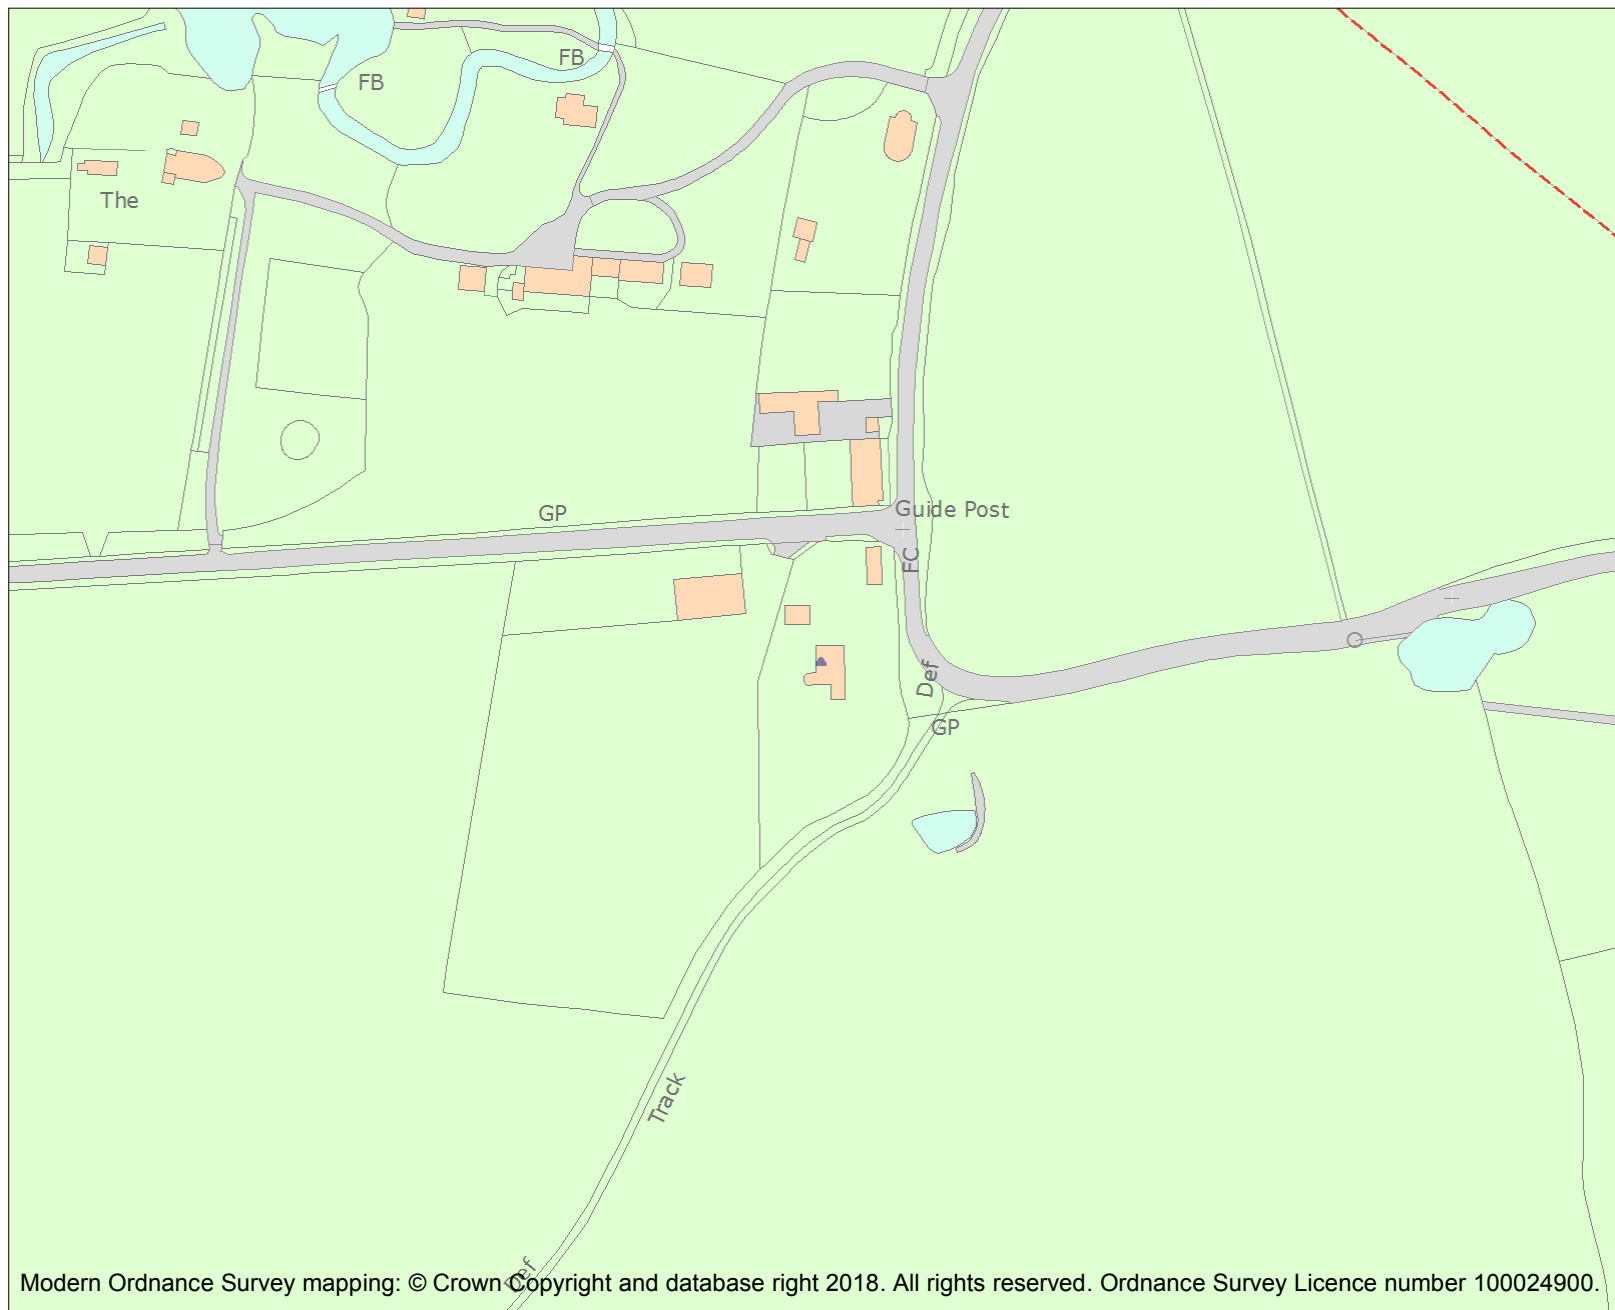 FB
FB
The
GP
Guide Post
FC
Def
GP
Track
Def
Modern Ordnance Survey mapping: © Crown Copyright and database right 2018. All rights reserved. Ordnance Survey Licence number 100024900.